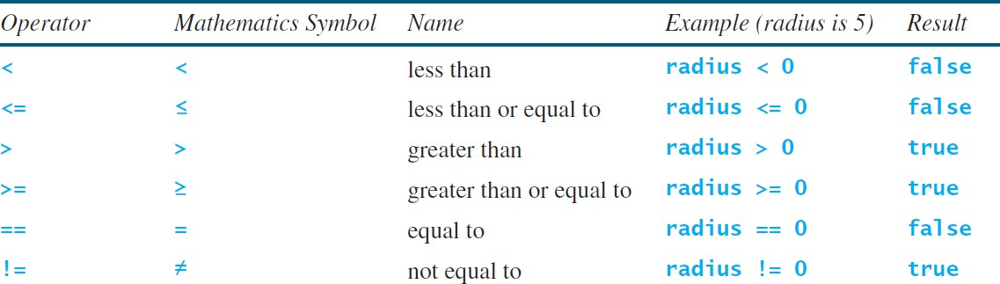 Operator Mathematics Symbol Name Example (radius is 5) Result
< < less than radius < 0 false
<= ≤ less than or equal to radius <= 0 false
> > greater than radius > 0 true
>= ≥ greater than or equal to radius >= 0 true
== = equal to radius == 0 false
!= ≠ not equal to radius != 0 true